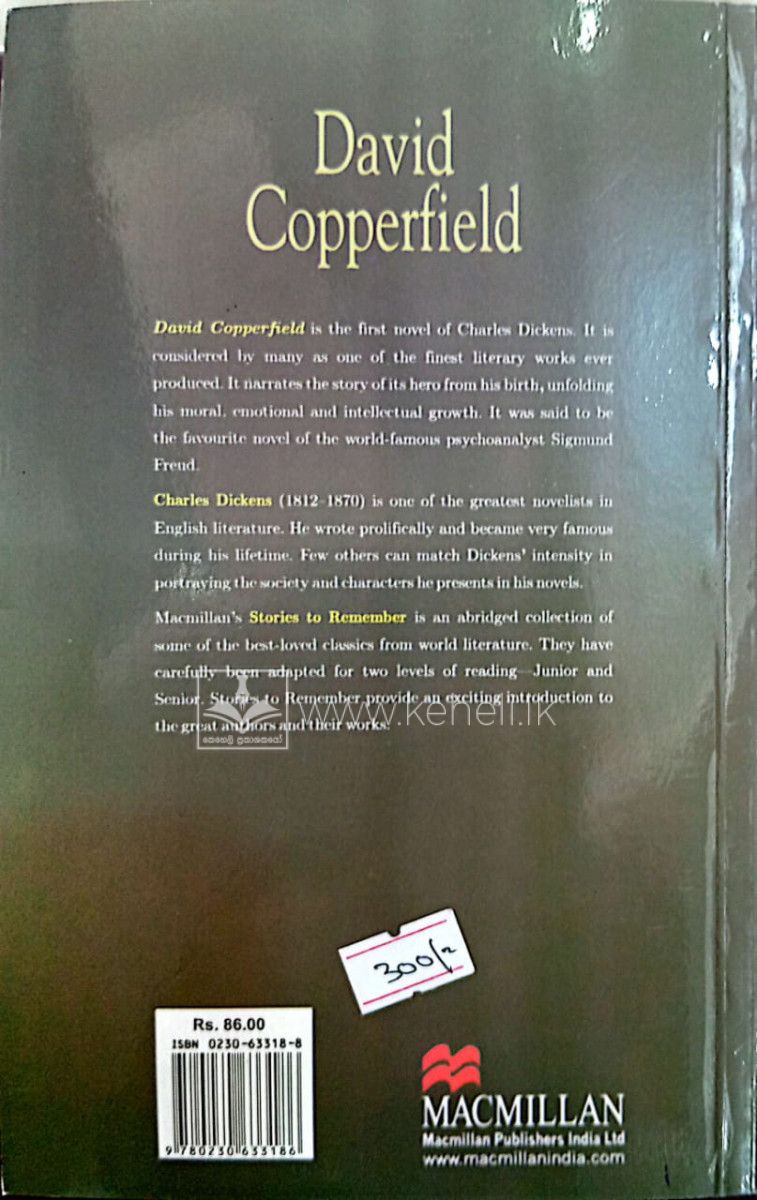 David
Copperfield
David Copperfield is the first novel of Charles Dickens. It is
considered by many as one of the finest literary works ever
produced. It narrates the story of its hero from his birth, unfolding
his moral, emotional and intellectual growth. It was said to be
the favourite novel of the world-famous psychoanalyst Sigmund
Freud.
Charles Dickens (1812-1870) is one of the greatest novelists in
English literature. He wrote prolifically and became very famous
during his lifetime. Few others can match Dickens' intensity in
portraying the society and characters he presents in his novels.
Macmillan's Stories to Remember is an abridged collection of
some of the best-loved classics from world literature. They have
carefully been adapted for two levels of reading—Junior and
Senior. Stories to Remember provide an exciting introduction to
the great authors and their works.
කෙහෙළි ප්‍රකාශකයෝ
www.keheli.lk
300/-
Rs. 86.00
ISBN 0230-63318-8
9 780230 633186
MACMILLAN
Macmillan Publishers India Ltd
www.macmillanindia.com